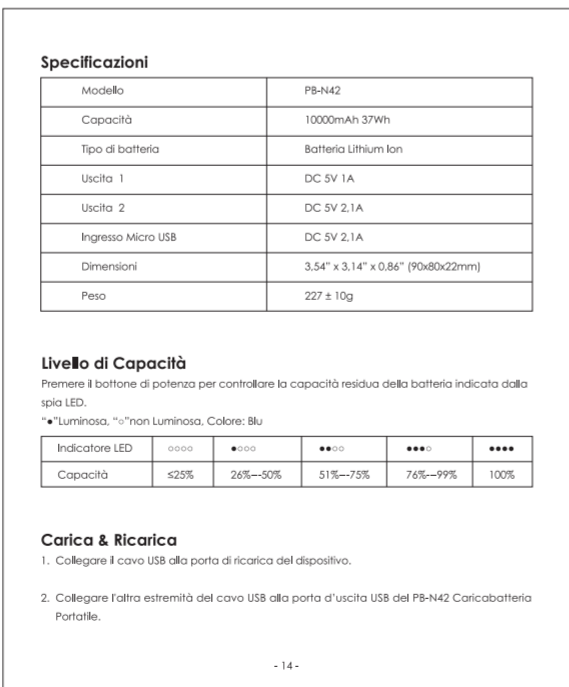 Specificazioni
Modello PB-N42
Capacità 10000mAh 37Wh
Tipo di batteria Batteria Lithium Ion
Uscita 1 DC 5V 1A
Uscita 2 DC 5V 2,1A
Ingresso Micro USB DC 5V 2,1A
Dimensioni 3,54" x 3,14" x 0,86" (90x80x22mm)
Peso 227 ± 10g
Livello di Capacità
Premere il bottone di potenza per controllare la capacità residua della batteria indicata dalla
spia LED.
“●”Luminosa, “○”non Luminosa, Colore: Blu
Indicatore LED ○○○○ ●○○○ ●●○○ ●●●○ ●●●●
Capacità ≤25% 26%--50% 51%--75% 76%--99% 100%
Carica & Ricarica
1. Collegare il cavo USB alla porta di ricarica del dispositivo.
2. Collegare l'altra estremità del cavo USB alla porta d'uscita USB del PB-N42 Caricabatteria
Portatile.
- 14 -